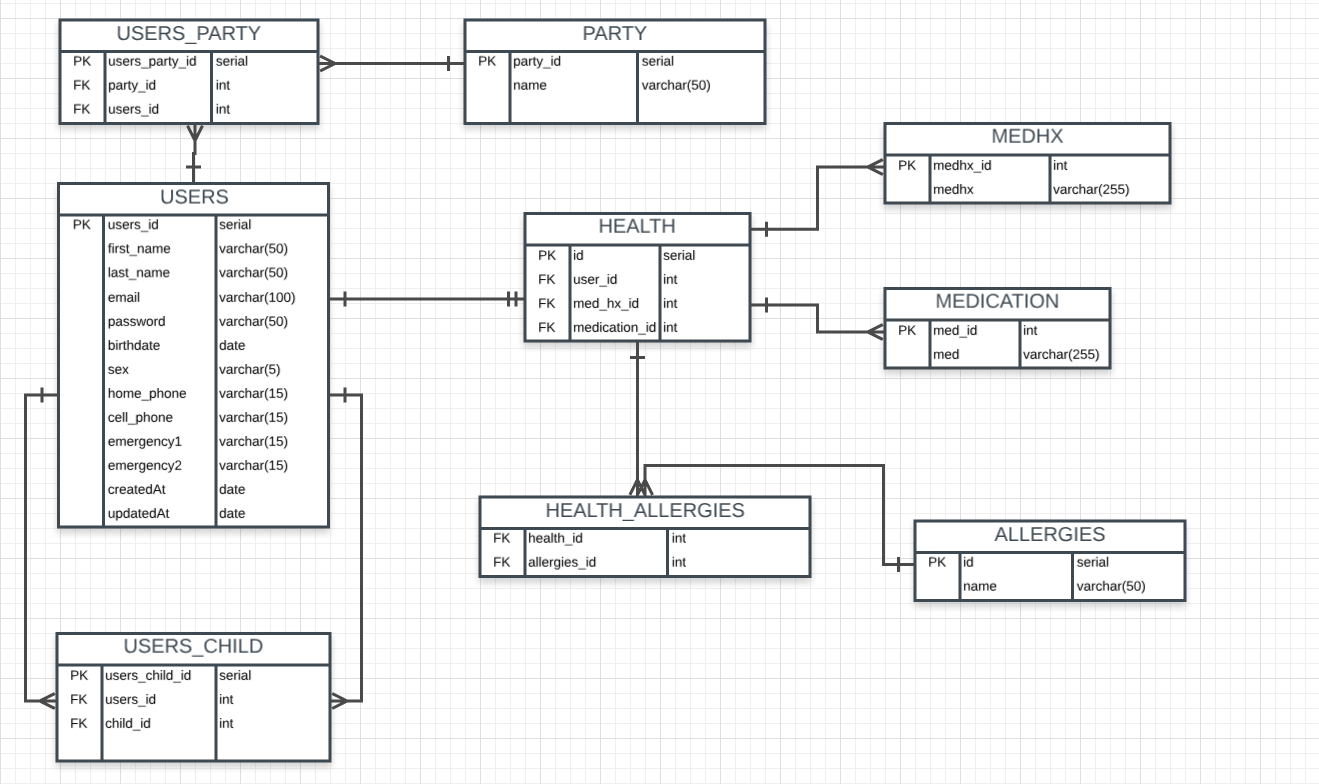 USERS_PARTY
PK users_party_id serial
FK party_id int
FK users_id int
PARTY
PK party_id serial
name varchar(50)
MEDHX
PK medhx_id int
medhx varchar(255)
USERS
PK users_id serial
first_name varchar(50)
last_name varchar(50)
email varchar(100)
password varchar(50)
birthdate date
sex varchar(5)
home_phone varchar(15)
cell_phone varchar(15)
emergency1 varchar(15)
emergency2 varchar(15)
createdAt date
updatedAt date
HEALTH
PK id serial
FK user_id int
FK med_hx_id int
FK medication_id int
MEDICATION
PK med_id int
med varchar(255)
HEALTH_ALLERGIES
FK health_id int
FK allergies_id int
ALLERGIES
PK id serial
name varchar(50)
USERS_CHILD
PK users_child_id serial
FK users_id int
FK child_id int